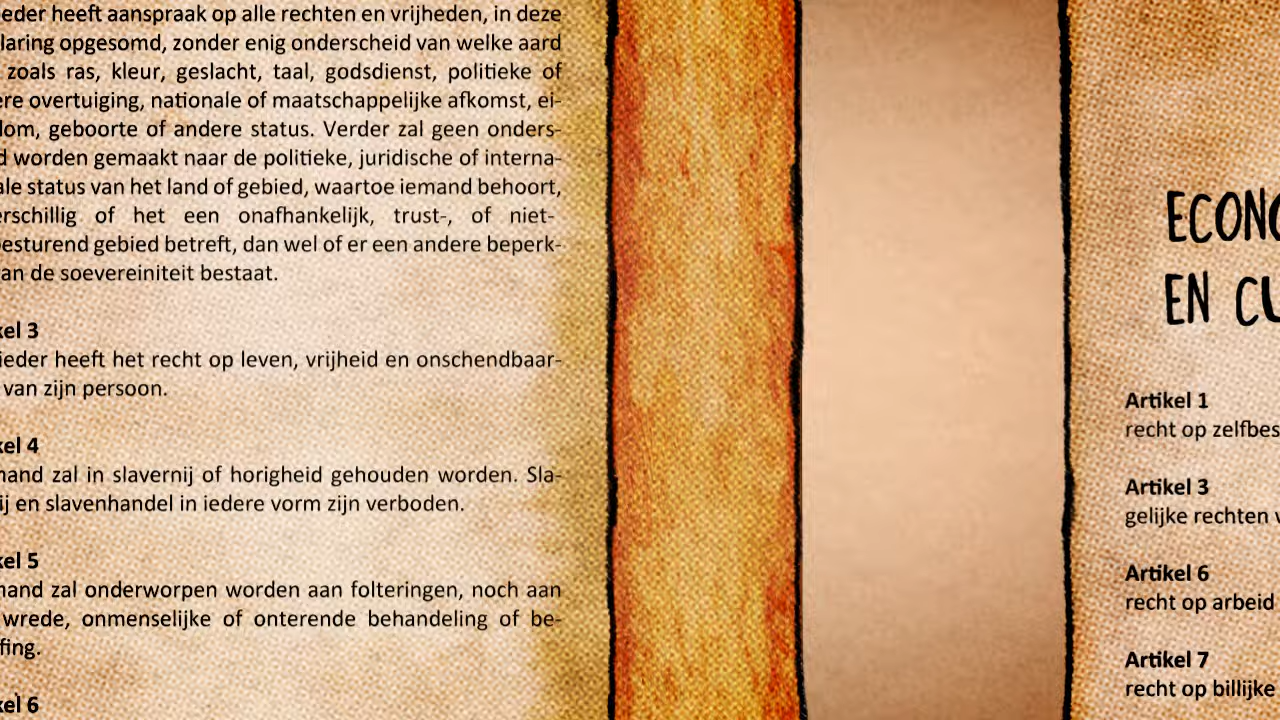 eder heeft aanspraak op alle rechten en vrijheden, in deze
laring opgesomd, zonder enig onderscheid van welke aard
zoals ras, kleur, geslacht, taal, godsdienst, politieke of
ere overtuiging, nationale of maatschappelijke afkomst, ei-
lom, geboorte of andere status. Verder zal geen onders-
d worden gemaakt naar de politieke, juridische of interna-
ale status van het land of gebied, waartoe iemand behoort,
erschillig of het een onafhankelijk, trust-, of niet-
besturend gebied betreft, dan wel of er een andere beperk-
an de soevereiniteit bestaat.
kel 3
ieder heeft het recht op leven, vrijheid en onschendbaar-
van zijn persoon.
kel 4
nand zal in slavernij of horigheid gehouden worden. Sla-
ij en slavenhandel in iedere vorm zijn verboden.
kel 5
nand zal onderworpen worden aan folteringen, noch aan
wrede, onmenselijke of onterende behandeling of be-
fing.
kel 6
ECONO
EN CU
Artikel 1
recht op zelfbes
Artikel 3
gelijke rechten v
Artikel 6
recht op arbeid
Artikel 7
recht op billijke